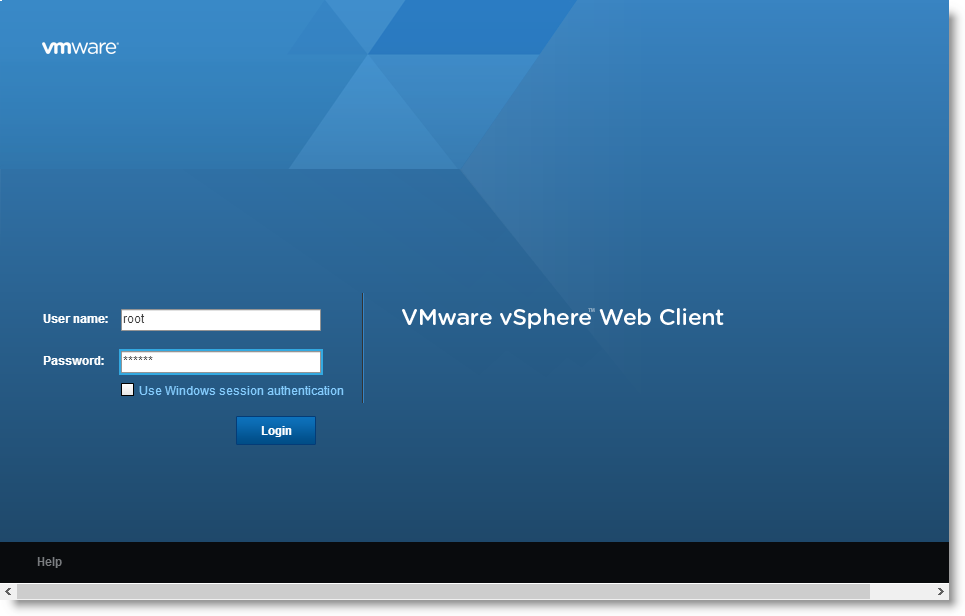 vmware
User name: root
VMware vSphere™ Web Client
Password: ******
Use Windows session authentication
Login
Help